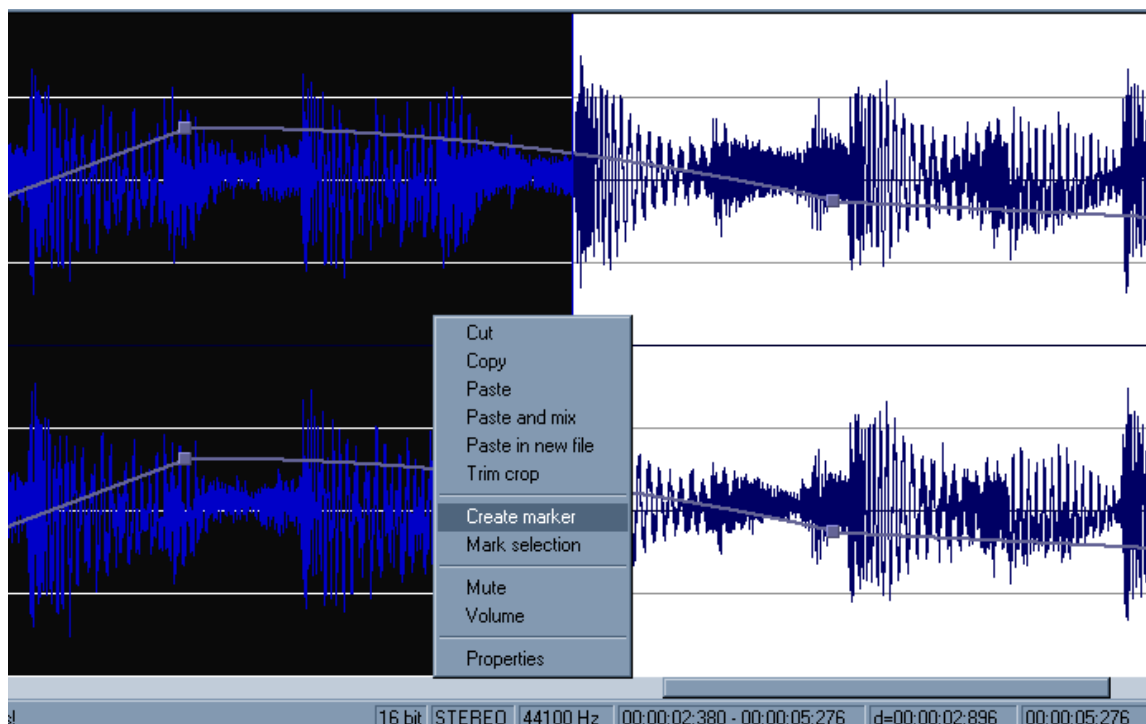 Cut
Copy
Paste
Paste and mix
Paste in new file
Trim crop
Create marker
Mark selection
Mute
Volume
Properties
s! 16 bit STEREO 44100 Hz 00:00:02:380 - 00:00:05:276 d=00:00:02:896 00:00:05:276